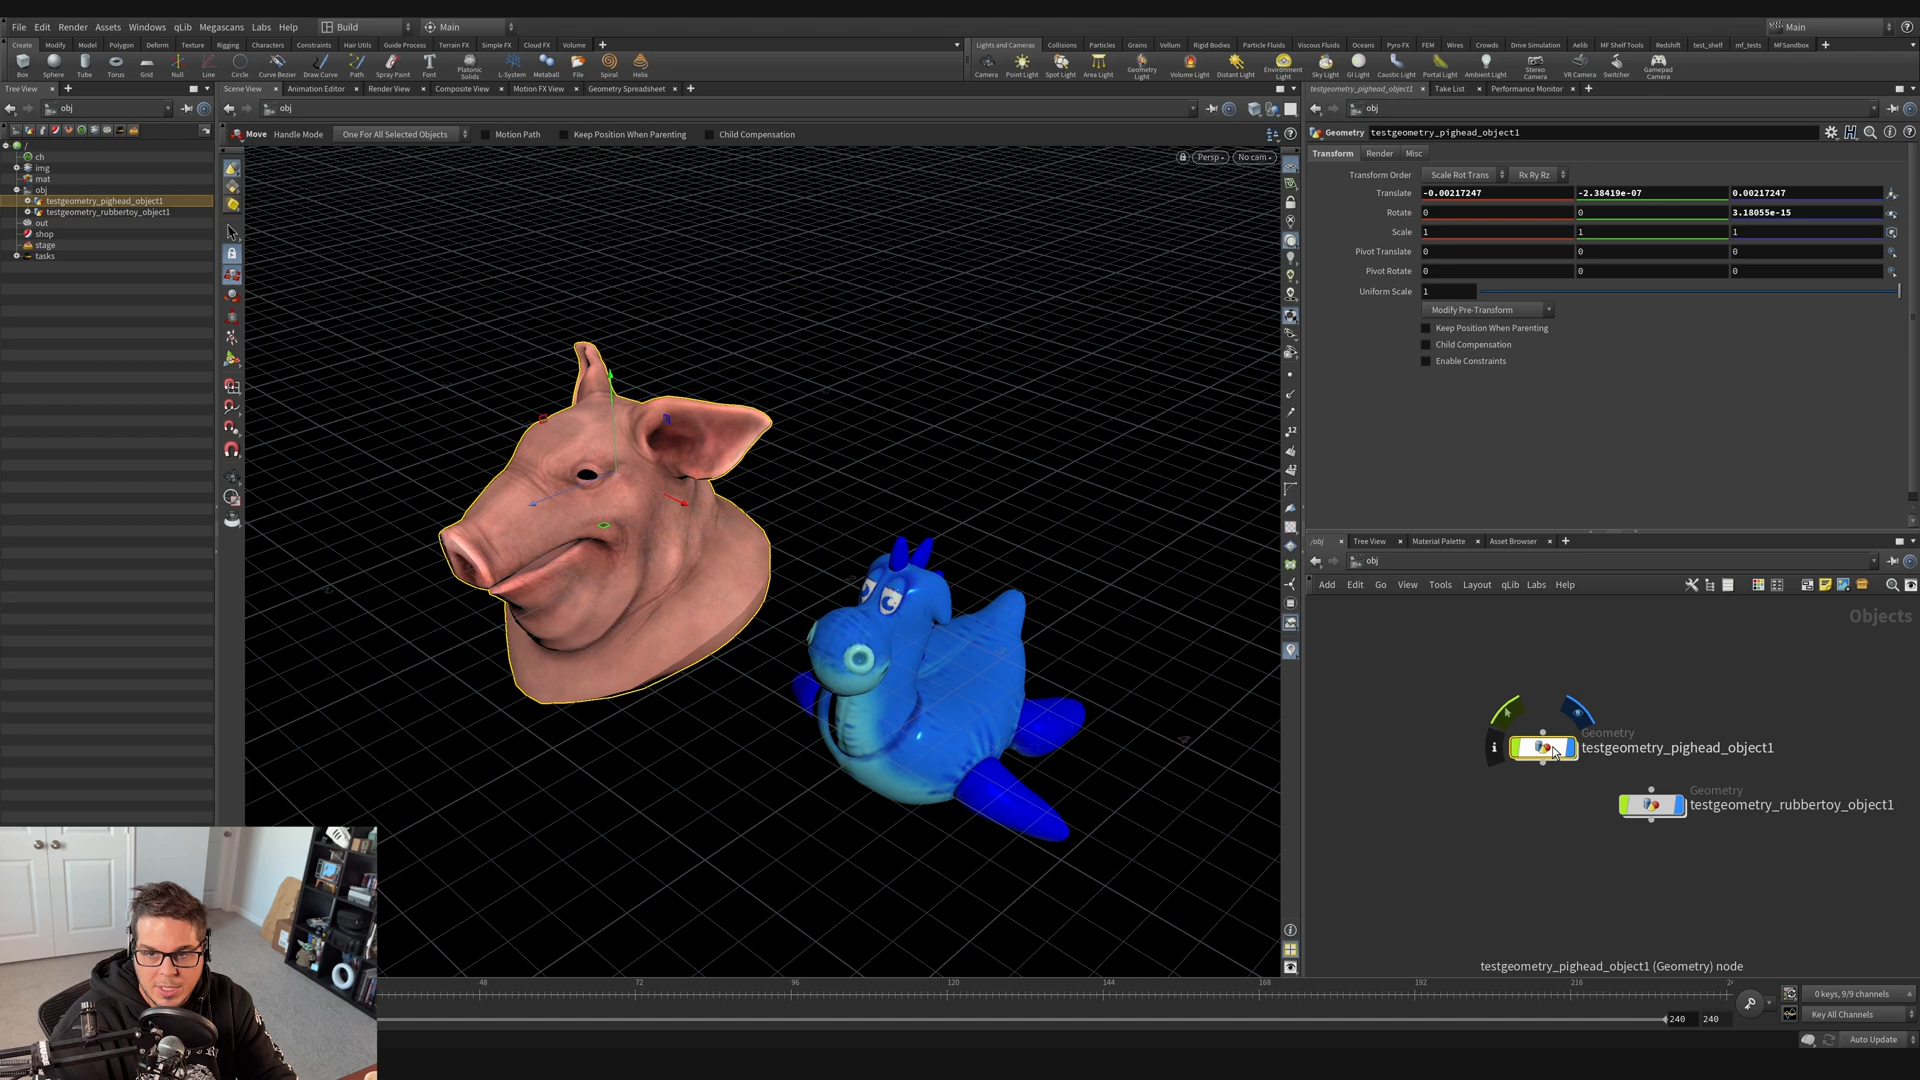 File Edit Render Assets Windows qLib Megascans Labs Help Build Main Main
Create Modify Model Polygon Deform Texture Rigging Characters Constraints Hair Utils Guide Process Terrain FX Simple FX Cloud FX Volume
Lights and Cameras Collisions Particles Grains Vellum Rigid Bodies Particle Fluids Viscous Fluids Oceans Pyro FX FEM Wires Crowds Drive Simulation Aelib MF Shelf Tools Redshift test_shelf mf_tests MFSandbox
Box Sphere Tube Torus Grid Null Line Circle Curve Bezier Draw Curve Path Spray Paint Font Platonic Solids L-System Metaball File Spiral Helix
Camera Point Light Spot Light Area Light Geometry Light Volume Light Distant Light Environment Light Sky Light GI Light Caustic Light Portal Light Ambient Light Stereo Camera VR Camera Switcher Gamepad Camera
Tree View
Scene View Animation Editor Render View Composite View Motion FX View Geometry Spreadsheet
testgeometry_pighead_object1 Take List Performance Monitor
obj
obj
obj
Move Handle Mode One For All Selected Objects Motion Path Keep Position When Parenting Child Compensation
Geometry testgeometry_pighead_object1
/
ch
img
mat
obj
testgeometry_pighead_object1
testgeometry_rubbertoy_object1
out
shop
stage
tasks
Persp No cam
Transform Render Misc
Transform Order Scale Rot Trans Rx Ry Rz
Translate -0.00217247 -2.38419e-07 0.00217247
Rotate 0 0 3.18055e-15
Scale 1 1 1
Pivot Translate 0 0 0
Pivot Rotate 0 0 0
Uniform Scale 1
Modify Pre-Transform
Keep Position When Parenting
Child Compensation
Enable Constraints
/obj Tree View Material Palette Asset Browser
obj
Add Edit Go View Tools Layout qLib Labs Help
Objects
Geometry
testgeometry_pighead_object1
Geometry
testgeometry_rubbertoy_object1
testgeometry_pighead_object1 (Geometry) node
48 72 96 120 144 168 192 216
240 240
0 keys, 9/9 channels
Key All Channels
Auto Update